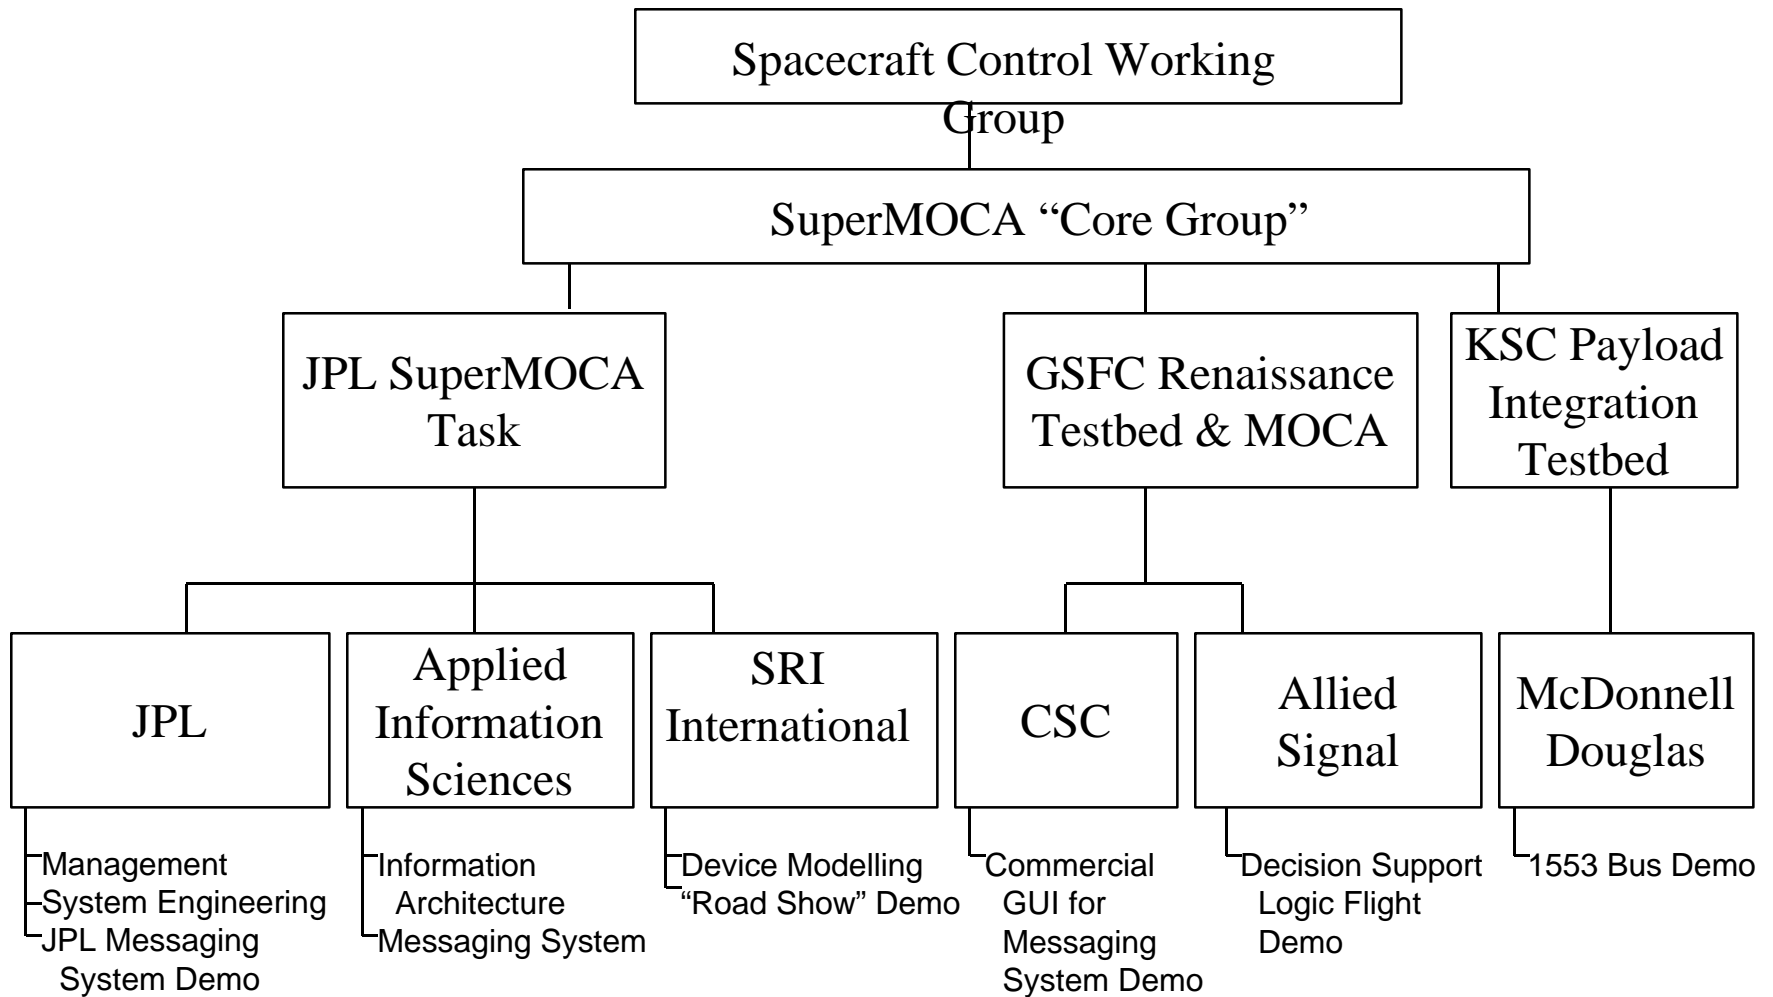 Spacecraft Control Working
Group
SuperMOCA “Core Group”
JPL SuperMOCA
Task
GSFC Renaissance
Testbed & MOCA
KSC Payload
Integration
Testbed
JPL
Applied
Information
Sciences
SRI
International
CSC
Allied
Signal
McDonnell
Douglas
Management
System Engineering
JPL Messaging
System Demo
Information
Architecture
Messaging System
Device Modelling
“Road Show” Demo
Commercial
GUI for
Messaging
System Demo
Decision Support
Logic Flight
Demo
1553 Bus Demo